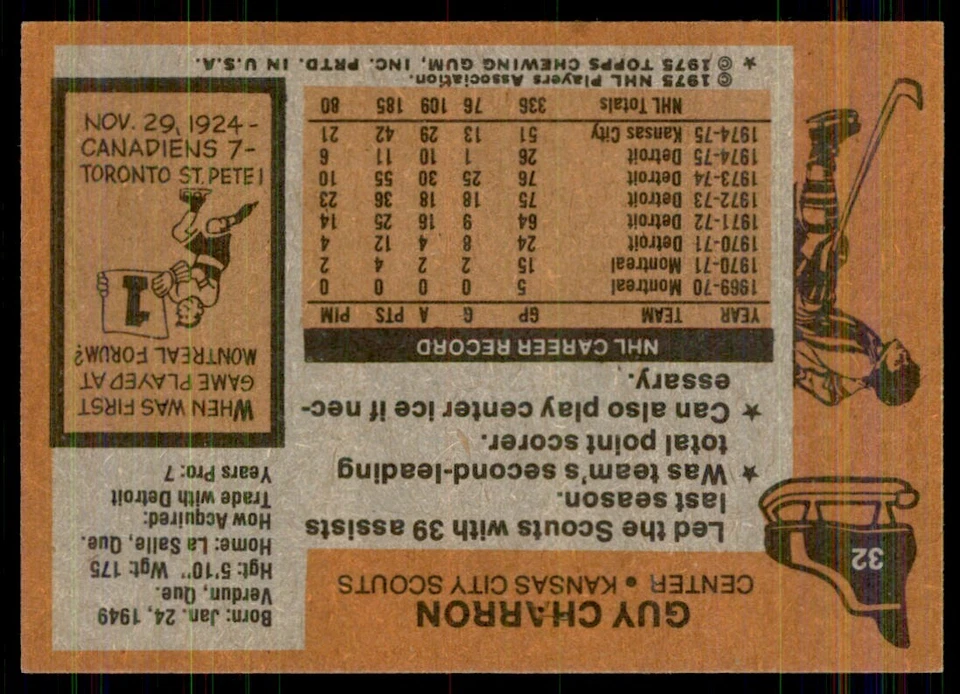 32
GUY CHARRON
CENTER • KANSAS CITY SCOUTS
Led the Scouts with 39 assists
last season.
★ Was team's second-leading
total point scorer.
★ Can also play center ice if nec-
essary.
NHL CAREER RECORD
YEAR TEAM GP G A PTS PIM
1969-70 Montreal 5 0 0 0 0
1970-71 Montreal 15 2 2 4 2
1970-71 Detroit 24 8 4 12 4
1971-72 Detroit 64 9 16 25 14
1972-73 Detroit 75 18 18 36 23
1973-74 Detroit 76 25 30 55 10
1974-75 Detroit 26 1 10 11 6
1974-75 Kansas City 51 13 29 42 21
NHL Totals 336 76 109 185 80
© 1975 NHL Players Association.
★ © 1975 TOPPS CHEWING GUM, INC. PRTD. IN U.S.A.
Born: Jan. 24, 1949
Verdun, Que.
Hgt: 5'10" Wgt: 175
Home: La Salle, Que.
How Acquired:
Trade with Detroit
Years Pro: 7
WHEN WAS FIRST
GAME PLAYED AT
MONTREAL FORUM?
1
NOV. 29, 1924-
CANADIENS 7-
TORONTO ST. PETE 1